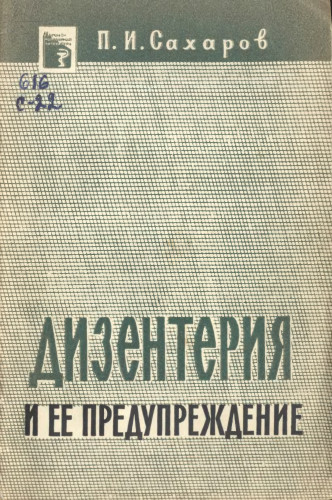 П.И.Сахаров
616
С-22
ДИЗЕНТЕРИЯ
И ЕЕ ПРЕДУПРЕЖДЕНИЕ